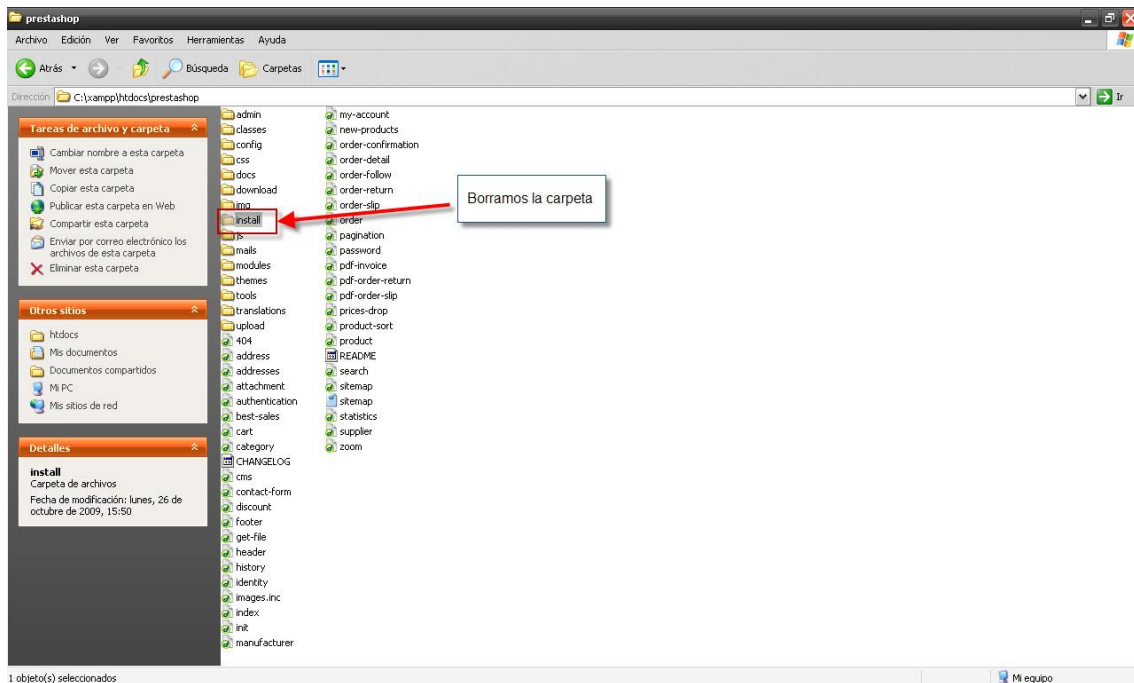 prestashop
Archivo Edición Ver Favoritos Herramientas Ayuda
Atrás Búsqueda Carpetas
Dirección C:\xampp\htdocs\prestashop Ir
Tareas de archivo y carpeta
Cambiar nombre a esta carpeta
Mover esta carpeta
Copiar esta carpeta
Publicar esta carpeta en Web
Compartir esta carpeta
Enviar por correo electrónico los
archivos de esta carpeta
Eliminar esta carpeta
Otros sitios
htdocs
Mis documentos
Documentos compartidos
Mi PC
Mis sitios de red
Detalles
install
Carpeta de archivos
Fecha de modificación: lunes, 26 de
octubre de 2009, 15:50
admin
classes
config
css
docs
download
img
install
js
mails
modules
themes
tools
translations
upload
404
address
addresses
attachment
authentication
best-sales
cart
category
CHANGELOG
cms
contact-form
discount
footer
get-file
header
history
identity
images.inc
index
init
manufacturer
my-account
new-products
order-confirmation
order-detail
order-follow
order-return
order-slip
order
pagination
password
pdf-invoice
pdf-order-return
pdf-order-slip
prices-drop
product-sort
product
README
search
sitemap
sitemap
statistics
supplier
zoom
Borramos la carpeta
1 objeto(s) seleccionados Mi equipo